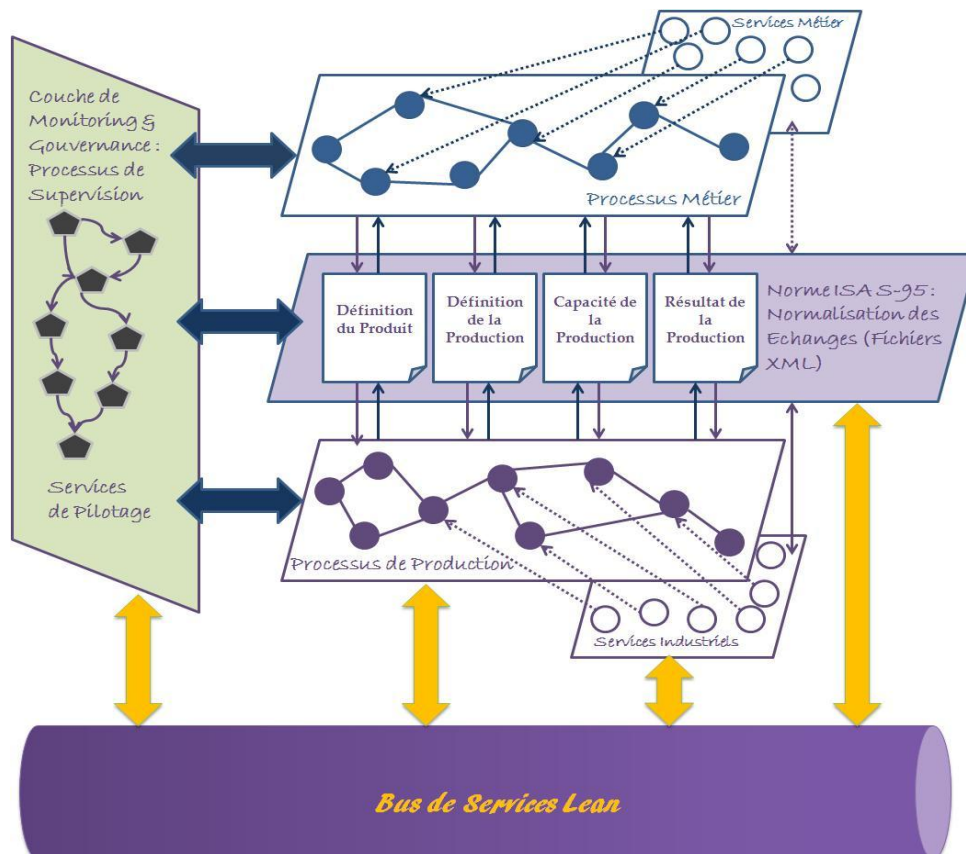 Services Métier
Couche de
Monitoring &
Gouvernance :
Processus de
Supervision
Processus Métier
Définition
du Produit
Définition
de la
Production
Capacité de
la
Production
Résultat de
la
Production
Norme ISA S-95 :
Normalisation des
Echanges (Fichiers
XML)
Services
de Pilotage
Processus de Production
Services Industriels
Bus de Services Lean